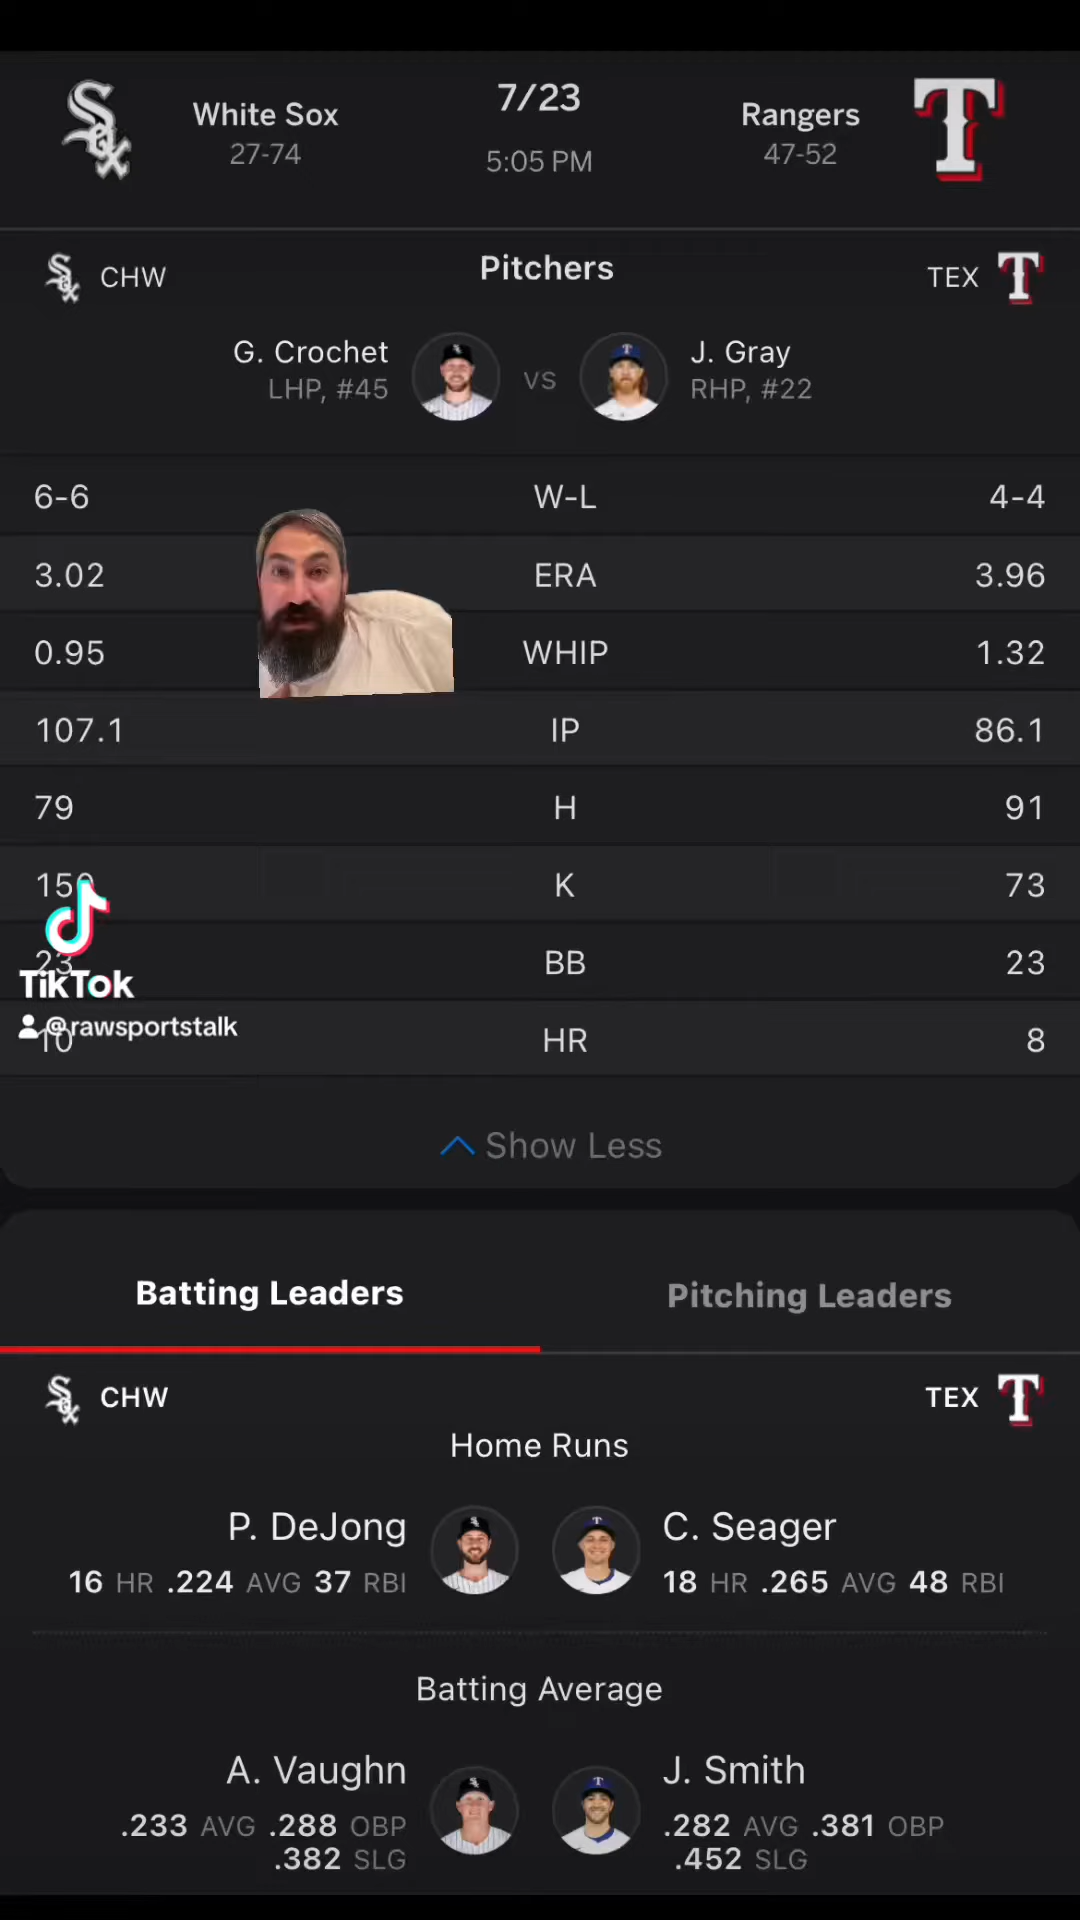 White Sox
27-74
7/23
5:05 PM
Rangers
47-52
CHW
Pitchers
TEX
G. Crochet
LHP, #45
vs
J. Gray
RHP, #22
6-6 W-L 4-4
3.02 ERA 3.96
0.95 WHIP 1.32
107.1 IP 86.1
79 H 91
150 K 73
23 BB 23
TikTok
@rawsportstalk
10 HR 8
Show Less
Batting Leaders
Pitching Leaders
CHW
TEX
Home Runs
P. DeJong
16 HR .224 AVG 37 RBI
C. Seager
18 HR .265 AVG 48 RBI
Batting Average
A. Vaughn
.233 AVG .288 OBP
.382 SLG
J. Smith
.282 AVG .381 OBP
.452 SLG